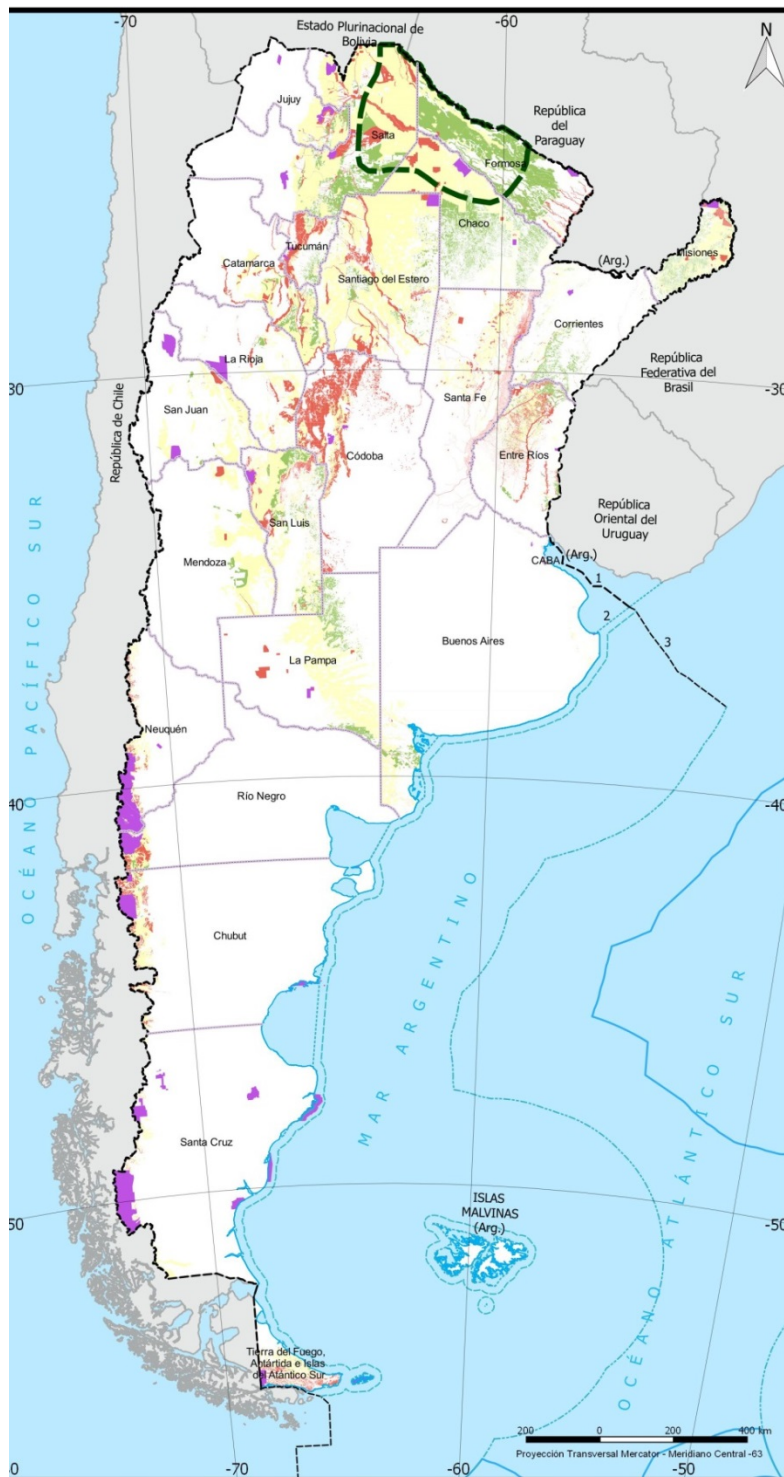 -70
Estado Plurinacional de
Bolivia
-60
N
Jujuy
República
del
Paraguay
Salta
Formosa
Chaco
Tucumán
Catamarca
Santiago del Estero
(Arg.)
Misiones
Corrientes
La Rioja
República
Federativa del
Brasil
-30
-30
Santa Fe
San Juan
República de Chile
Córdoba
Entre Ríos
San Luis
República
Oriental del
Uruguay
Mendoza
CABA
(Arg.)
1
2
3
Buenos Aires
La Pampa
OCÉANO PACÍFICO SUR
Neuquén
Río Negro
-40
-40
Chubut
MAR ARGENTINO
OCÉANO ATLÁNTICO SUR
Santa Cruz
ISLAS
MALVINAS
(Arg.)
-50
-50
Tierra del Fuego,
Antártida e Islas
del Atántico Sur
200 0 200 400 km
Proyección Transversal Mercator - Meridiano Central -63
-70
-60
-50